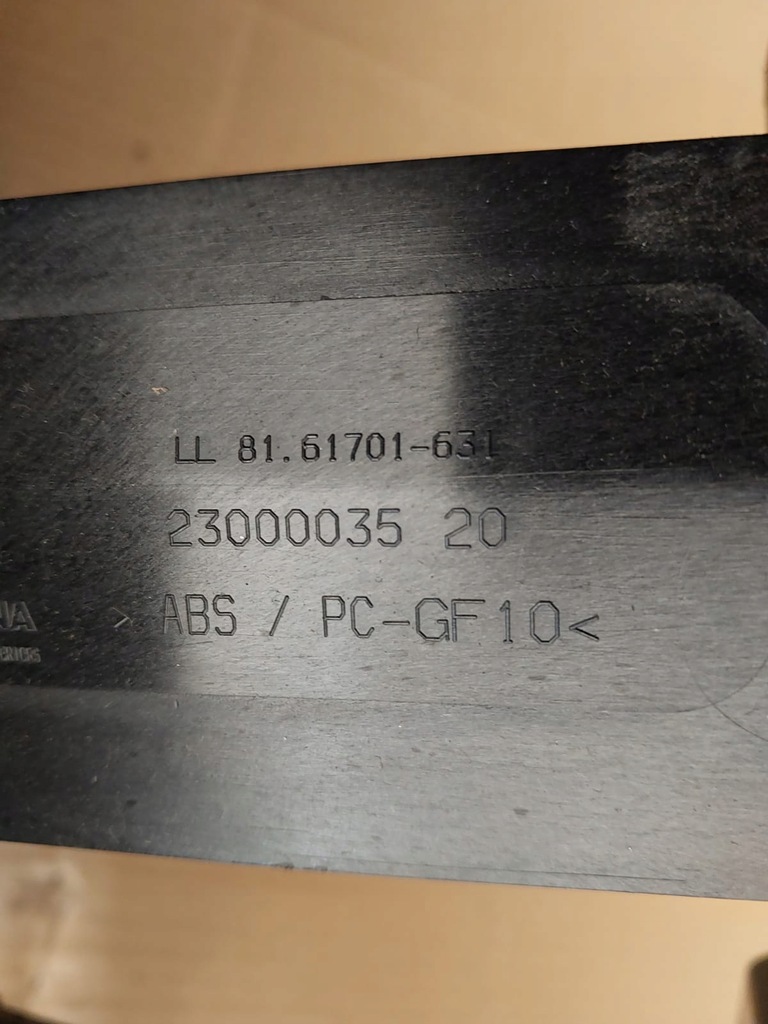 LL 81.61701-631
23000035 20
> ABS / PC-GF10<